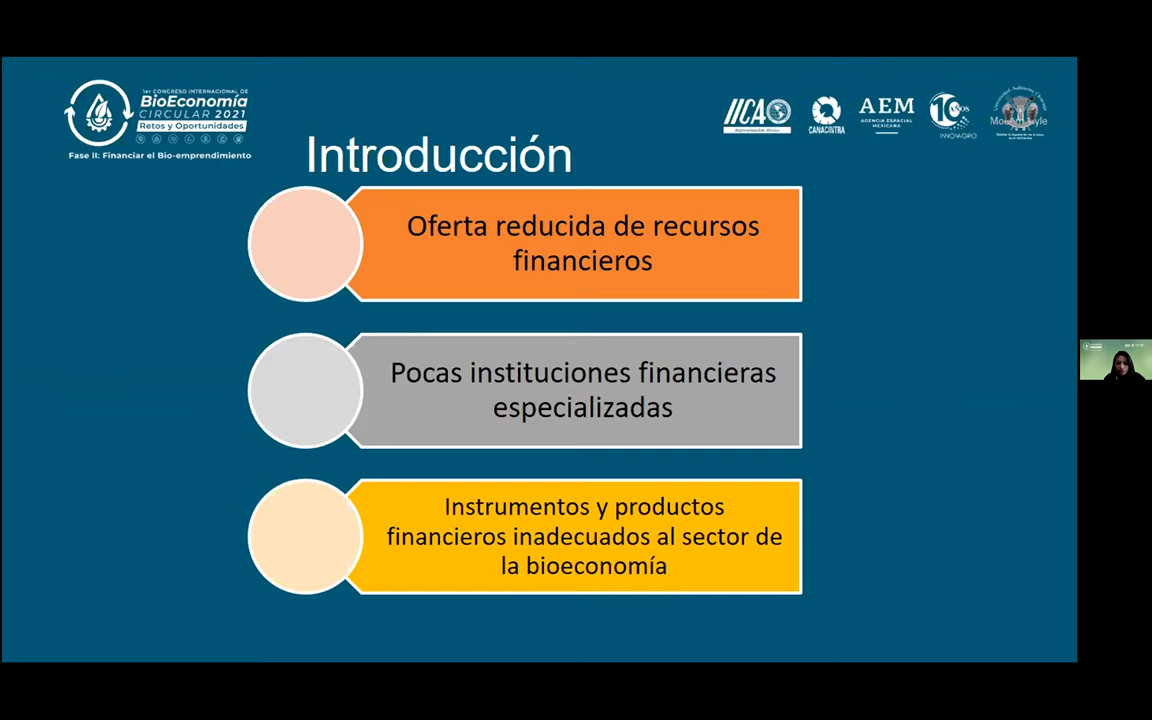 1er CONGRESO INTERNACIONAL DE
BioEconomía
CIRCULAR 2021
Retos y Oportunidades
Fase II: Financiar el Bio-emprendimiento
IICA
Representación México
CANACINTRA
AEM
AGENCIA ESPACIAL
MEXICANA
10 AÑOS
INNOVAGRO
Introducción
Oferta reducida de recursos
financieros
Pocas instituciones financieras
especializadas
Instrumentos y productos
financieros inadecuados al sector de
la bioeconomía